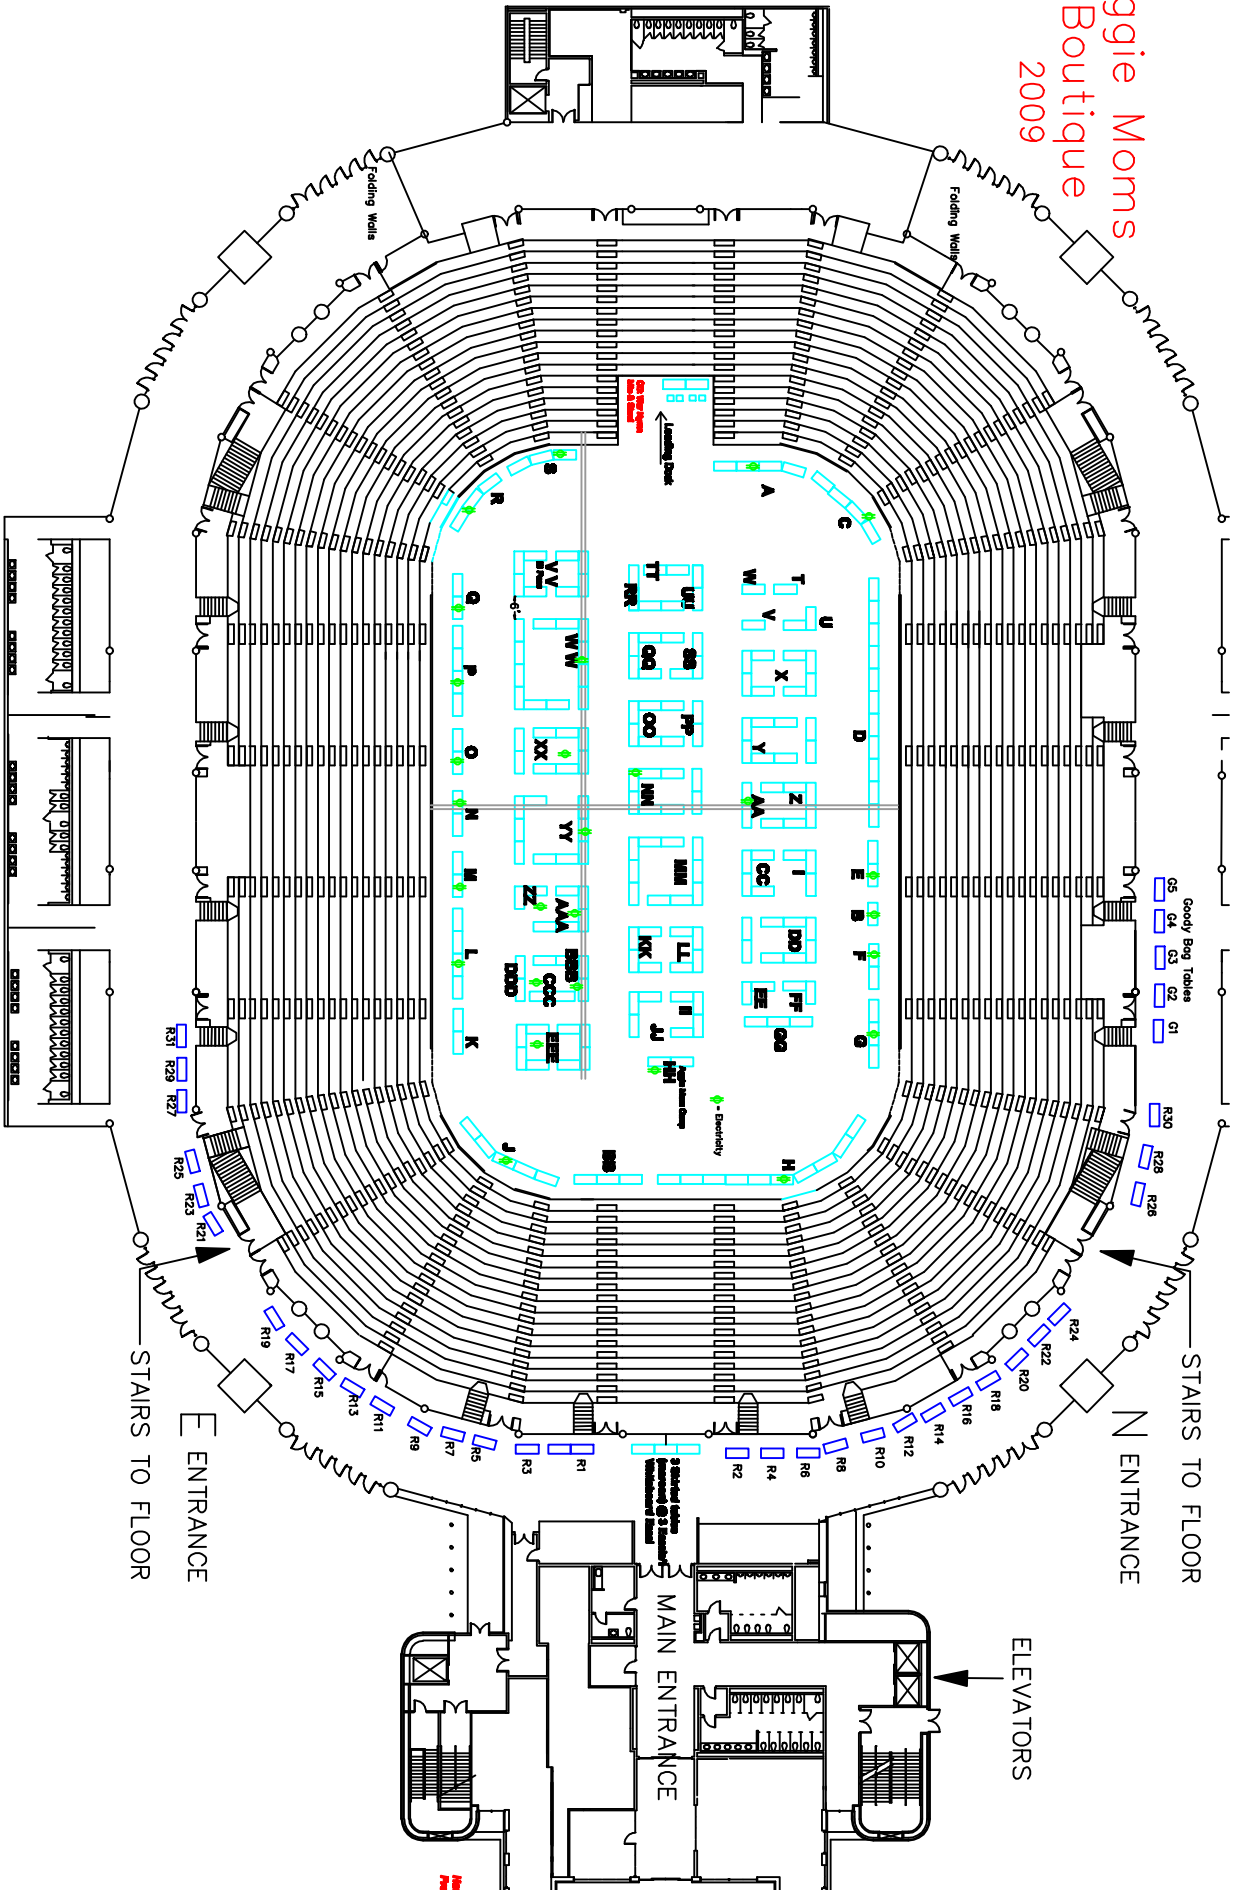 ggie Moms
Boutique
2009
Folding Walls
Folding Walls
Loading Dock
S
R
A
C
Q
P
O
N
M
L
K
VV
6'
WW
XX
YY
ZZ
AAA
BBB
CCC
DDD
EEE
TT
UU
RR
QQ
SS
OO
PP
NN
MM
KK
LL
II
JJ
HH
W
T
V
U
X
Y
AA
Z
CC
I
DD
EE
FF
GG
D
E
B
F
G
J
BB
H
= Electricity
G5
G4
G3
G2
G1
Goody Bag Tables
R30
R28
R26
R24
R22
R20
R18
R16
R14
R12
R10
R8
R6
R4
R2
R1
R3
R5
R7
R9
R11
R13
R15
R17
R19
R21
R23
R25
R27
R29
R31
3 Skirted tables
STAIRS TO FLOOR
N ENTRANCE
E ENTRANCE
STAIRS TO FLOOR
MAIN ENTRANCE
ELEVATORS